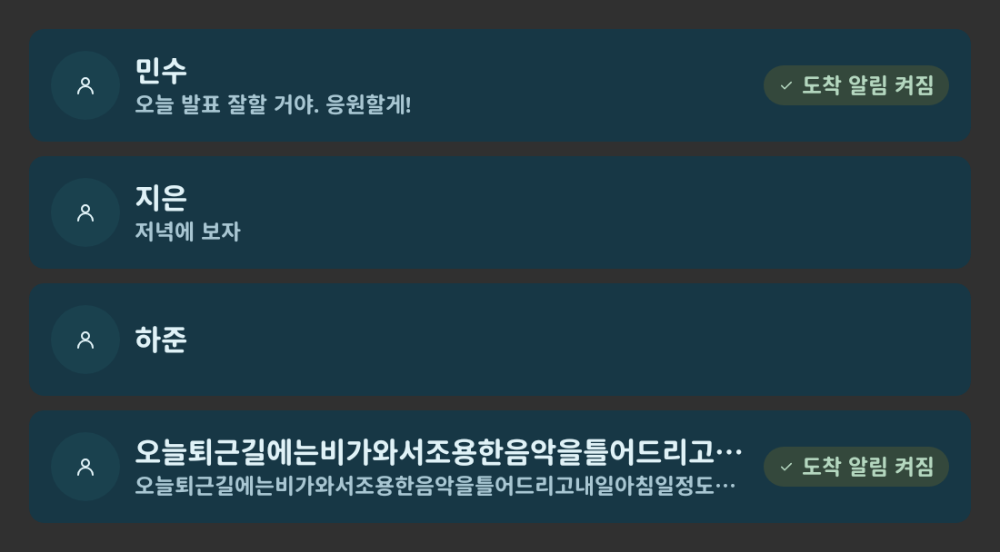 민수
오늘 발표 잘할 거야. 응원할게!
도착 알림 켜짐
지은
저녁에 보자
하준
오늘퇴근길에는비가와서조용한음악을틀어드리고…
오늘퇴근길에는비가와서조용한음악을틀어드리고내일아침일정도…
도착 알림 켜짐